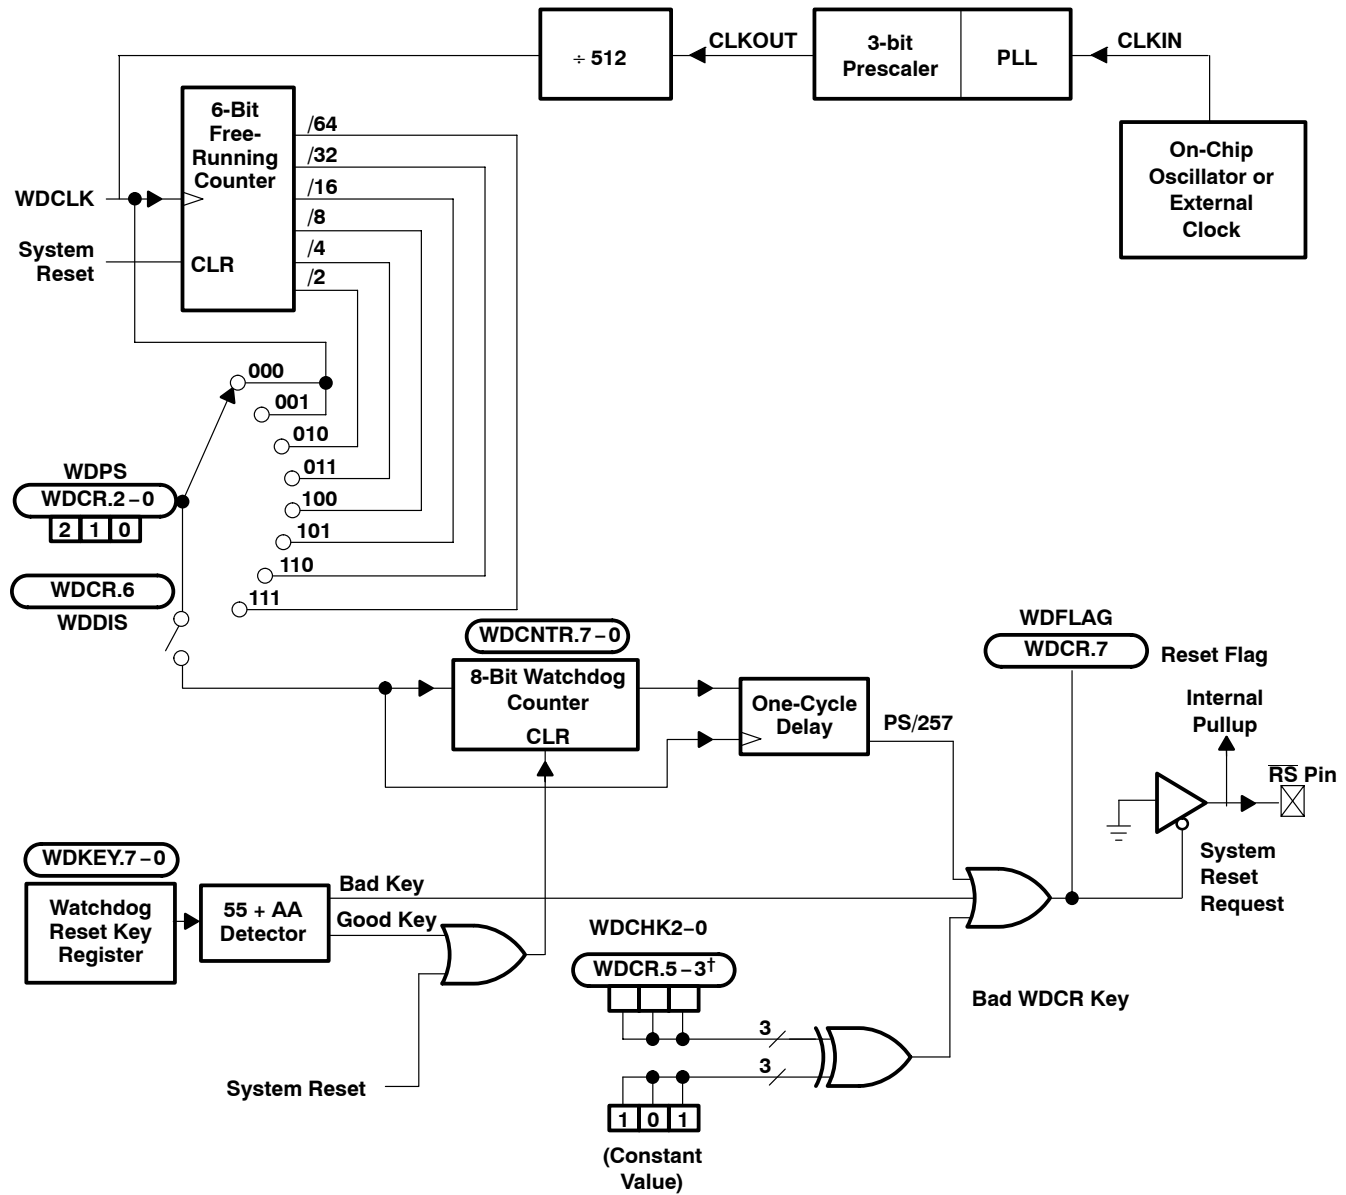 ÷ 512
CLKOUT
3-bit
Prescaler
PLL
CLKIN
On-Chip
Oscillator or
External
Clock
6-Bit
Free-
Running
Counter
CLR
/64
/32
/16
/8
/4
/2
WDCLK
System
Reset
000
001
010
011
100
101
110
111
WDPS
WDCR.2–0
2 1 0
WDCR.6
WDDIS
WDCNTR.7–0
8-Bit Watchdog
Counter
CLR
One-Cycle
Delay
PS/257
WDFLAG
WDCR.7
Reset Flag
Internal
Pullup
RS Pin
System
Reset
Request
WDKEY.7–0
Watchdog
Reset Key
Register
55 + AA
Detector
Bad Key
Good Key
System Reset
WDCHK2–0
WDCR.5–3†
3
3
1 0 1
(Constant
Value)
Bad WDCR Key